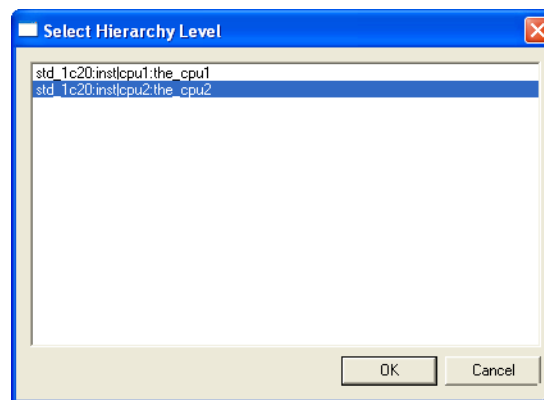 Select Hierarchy Level
std_1c20:inst|cpu1:the_cpu1
std_1c20:inst|cpu2:the_cpu2
OK
Cancel